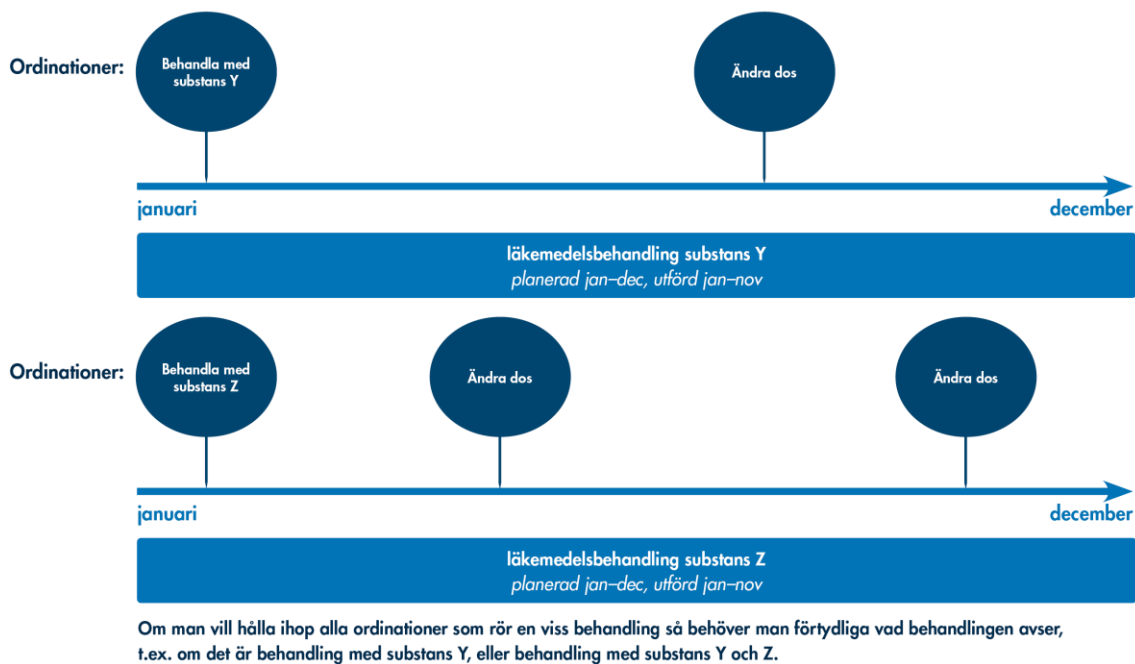 Ordinationer:
Behandla med
substans Y
Ändra dos
januari
december
läkemedelsbehandling substans Y
planerad jan–dec, utförd jan–nov
Ordinationer:
Behandla med
substans Z
Ändra dos
Ändra dos
januari
december
läkemedelsbehandling substans Z
planerad jan–dec, utförd jan–nov
Om man vill hålla ihop alla ordinationer som rör en viss behandling så behöver man förtydliga vad behandlingen avser,
t.ex. om det är behandling med substans Y, eller behandling med substans Y och Z.